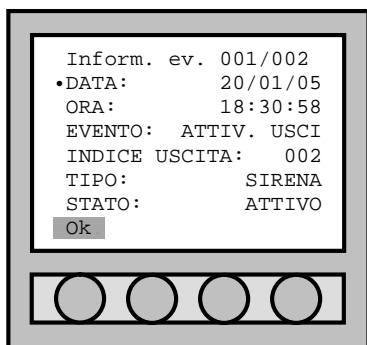 Inform. ev. 001/002
•DATA: 20/01/05
ORA: 18:30:58
EVENTO: ATTIV. USCI
INDICE USCITA: 002
TIPO: SIRENA
STATO: ATTIVO
Ok